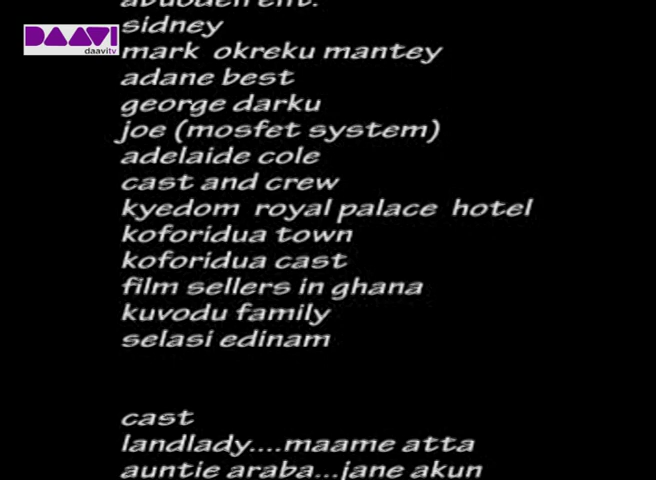 DAAVI
daavitv
sidney
mark okreku mantey
adane best
george darku
joe (mosfet system)
adelaide cole
cast and crew
kyedom royal palace hotel
koforidua town
koforidua cast
film sellers in ghana
kuvodu family
selasi edinam
cast
landlady....maame atta
auntie araba...jane akun